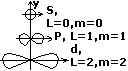 y
S,
L=0,m=0
P, L=1,m=1
d,
L=2,m=2